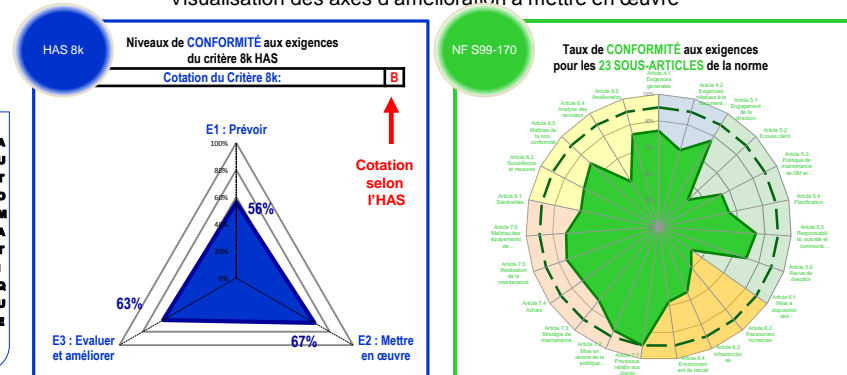 Visualisation des axes d'amélioration à mettre en œuvre
HAS 8k
Niveaux de CONFORMITÉ aux exigences
du critère 8k HAS
Cotation du Critère 8k:
B
Cotation
selon
l'HAS
A
U
T
O
M
A
T
I
Q
U
E
E1 : Prévoir
100%
80%
60%
40%
20%
0%
56%
63%
67%
E3 : Evaluer
et améliorer
E2 : Mettre
en œuvre
NF S99-170
Taux de CONFORMITÉ aux exigences
pour les 23 SOUS-ARTICLES de la norme
Article 4.1
Exigences
générales
100%
80%
Article 4.2
Exigences
relatives à la
document…
Article 5.1
Engagement
de la
direction
Article 5.2
Ecoute client
Article 5.3
Politique de
maintenance
de DM et…
Article 5.4
Planification
Article 5.5
Responsabili
té, autorité et
communic…
Article 5.6
Revue de
direction
Article 6.1
Mise à
disposition
des…
Article 6.2
Ressources
humaines
Article 6.3
Infrastructur
es
Article 6.4
Environnem
ent de travail
Article 7.1
Processus
relatifs aux
clients
Article 7.2
Mise en
œuvre de la
politique…
Article 7.3
Stratégie de
maintenance
Article 7.4
Achats
Article 7.5
Réalisation
de la
maintenance
Article 7.6
Maîtrise des
équipements
de…
Article 8.1
Généralités
Article 8.2
Surveillance
et mesures
Article 8.3
Maîtrise de
la non-
conformité
Article 8.4
Analyse des
données
Article 8.5
Amélioration